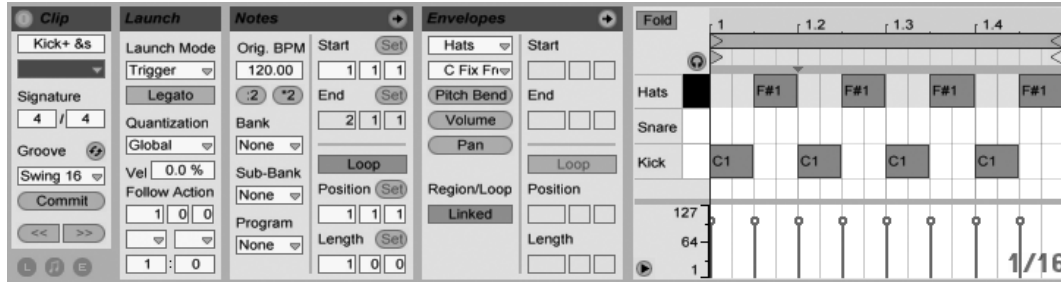 Clip
Kick+ &s
Signature
4 / 4
Groove
Swing 16
Commit
<< >>
L E
Launch
Launch Mode
Trigger
Legato
Quantization
Global
Vel 0.0 %
Follow Action
1 0 0
1 : 0
Notes
Orig. BPM
120.00
:2 *2
Bank
None
Sub-Bank
None
Program
None
Start Set
1 1 1
End Set
2 1 1
Loop
Position Set
1 1 1
Length Set
1 0 0
Envelopes
Hats
C Fix Fre
Pitch Bend
Volume
Pan
Region/Loop
Linked
Start
End
Loop
Position
Length
Fold 1 1.2 1.3 1.4
Hats F#1 F#1 F#1 F#1
Snare
Kick C1 C1 C1 C1
127
64
1 1/16